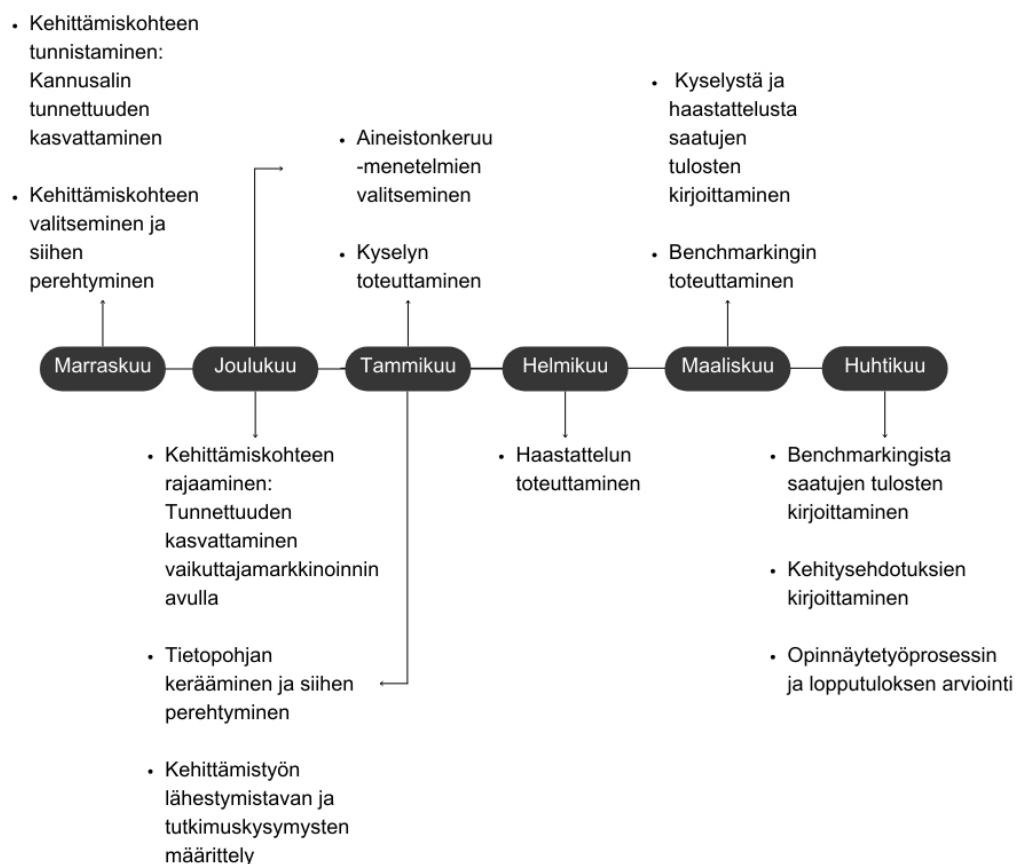 • Kehittämiskohteen
tunnistaminen:
Kannusalin
tunnettuuden
kasvattaminen
• Kehittämiskohteen
valitseminen ja
siihen
perehtyminen
• Aineistonkeruu
-menetelmien
valitseminen
• Kyselyn
toteuttaminen
• Kyselystä ja
haastattelusta
saatujen
tulosten
kirjoittaminen
• Benchmarkingin
toteuttaminen
Marraskuu
Joulukuu
Tammikuu
Helmikuu
Maaliskuu
Huhtikuu
• Kehittämiskohteen
rajaaminen:
Tunnettuuden
kasvattaminen
vaikuttajamarkkinoinnin
avulla
• Tietopohjan
kerääminen ja siihen
perehtyminen
• Kehittämistyön
lähestymistavan ja
tutkimuskysymysten
määrittely
• Haastattelun
toteuttaminen
• Benchmarkingista
saatujen tulosten
kirjoittaminen
• Kehitysehdotuksien
kirjoittaminen
• Opinnäytetyöprosessin
ja lopputuloksen arviointi